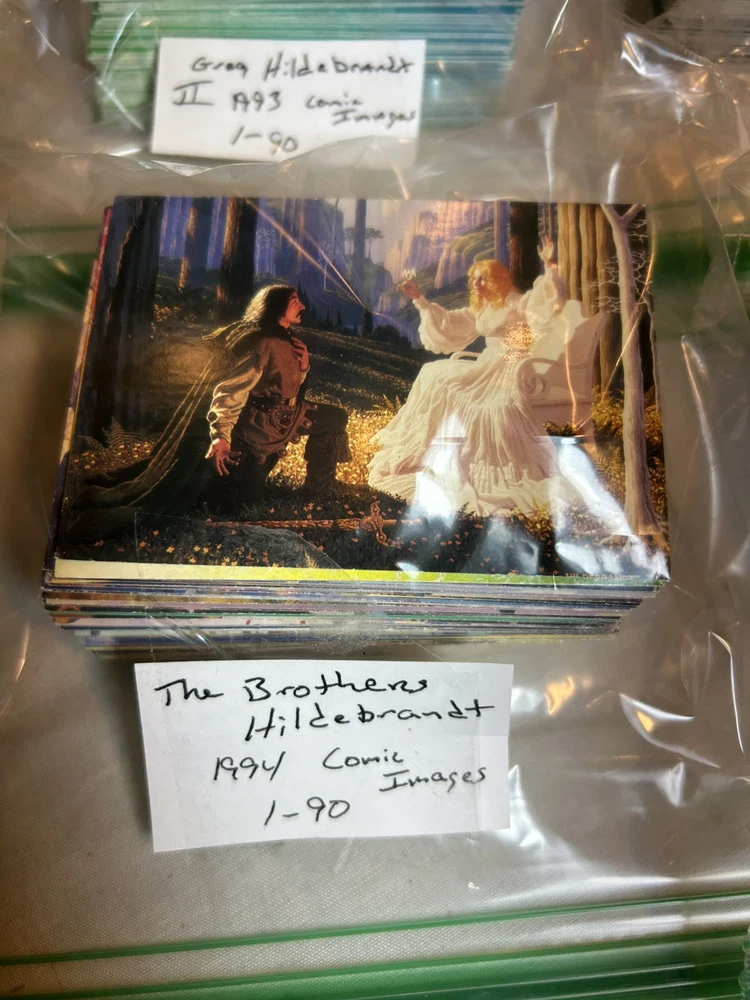 Greg Hildebrandt
II 1993 Comic
Images
1-90
The Brothers
Hildebrandt
1994 Comic
Images
1-90